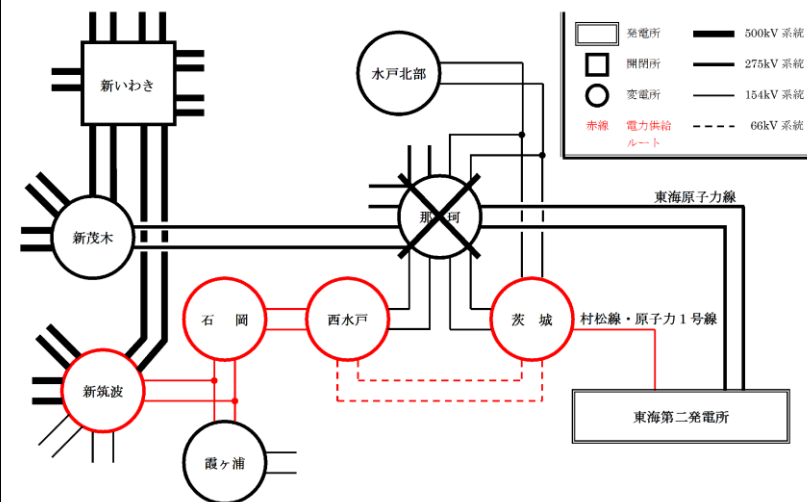 新いわき
水戸北部
発電所
500kV 系統
開閉所
275kV 系統
変電所
154kV 系統
赤線
電力供給
ルート
66kV 系統
東海原子力線
那 珂
新茂木
石 岡
西水戸
茨 城
村松線・原子力１号線
新筑波
東海第二発電所
霞ヶ浦